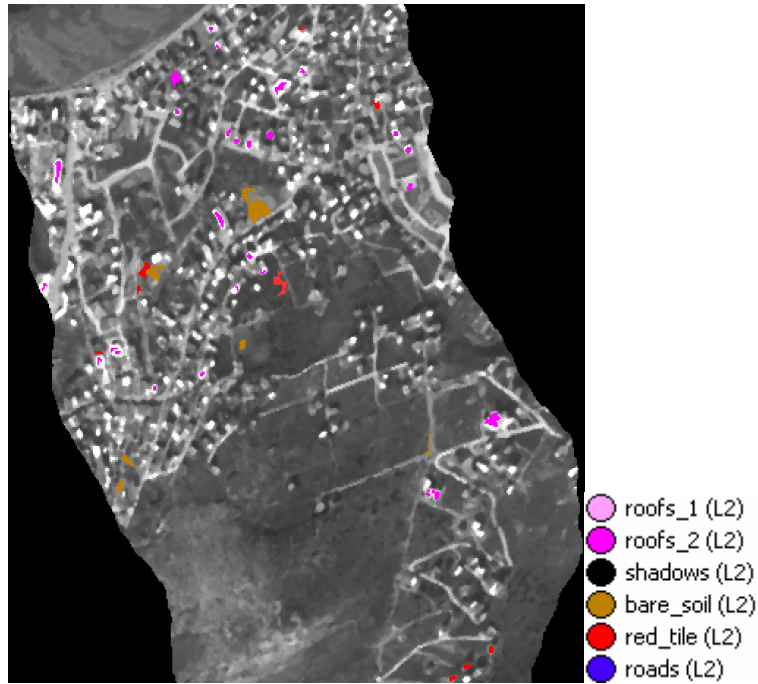 roofs_1 (L2)
roofs_2 (L2)
shadows (L2)
bare_soil (L2)
red_tile (L2)
roads (L2)